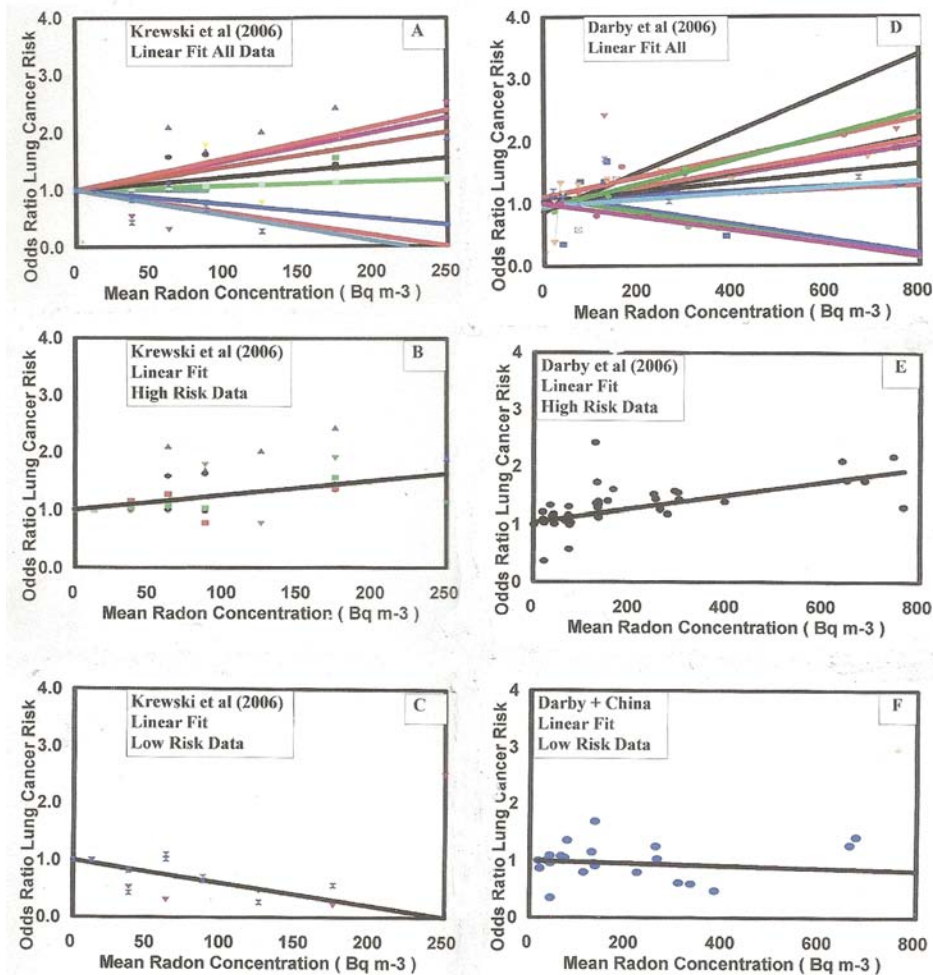 Krewski et al (2006)
Linear Fit All Data
A
Odds Ratio Lung Cancer Risk
4.0
3.0
2.0
1.0
0.0
0 50 100 150 200 250
Mean Radon Concentration ( Bq m-3 )
Darby et al (2006)
Linear Fit All
D
Odds Ratio Lung Cancer Risk
4.0
3.0
2.0
1.0
0.0
0 200 400 600 800
Mean Radon Concentration ( Bq m-3 )
Krewski et al (2006)
Linear Fit
High Risk Data
B
Odds Ratio Lung Cancer Risk
4.0
3.0
2.0
1.0
0.0
0 50 100 150 200 250
Mean Radon Concentration ( Bq m-3 )
Darby et al (2006)
Linear Fit
High Risk Data
E
Odds Ratio Lung Cancer Risk
4
3
2
1
0
0 200 400 600 800
Mean Radon Concentration ( Bq m-3 )
Krewski et al (2006)
Linear Fit
Low Risk Data
C
Odds Ratio Lung Cancer Risk
4.0
3.0
2.0
1.0
0.0
0 50 100 150 200 250
Mean Radon Concentration ( Bq m-3 )
Darby + China
Linear Fit
Low Risk Data
F
Odds Ratio Lung Cancer Risk
4
3
2
1
0
0 200 400 600 800
Mean Radon Concentration ( Bq m-3 )